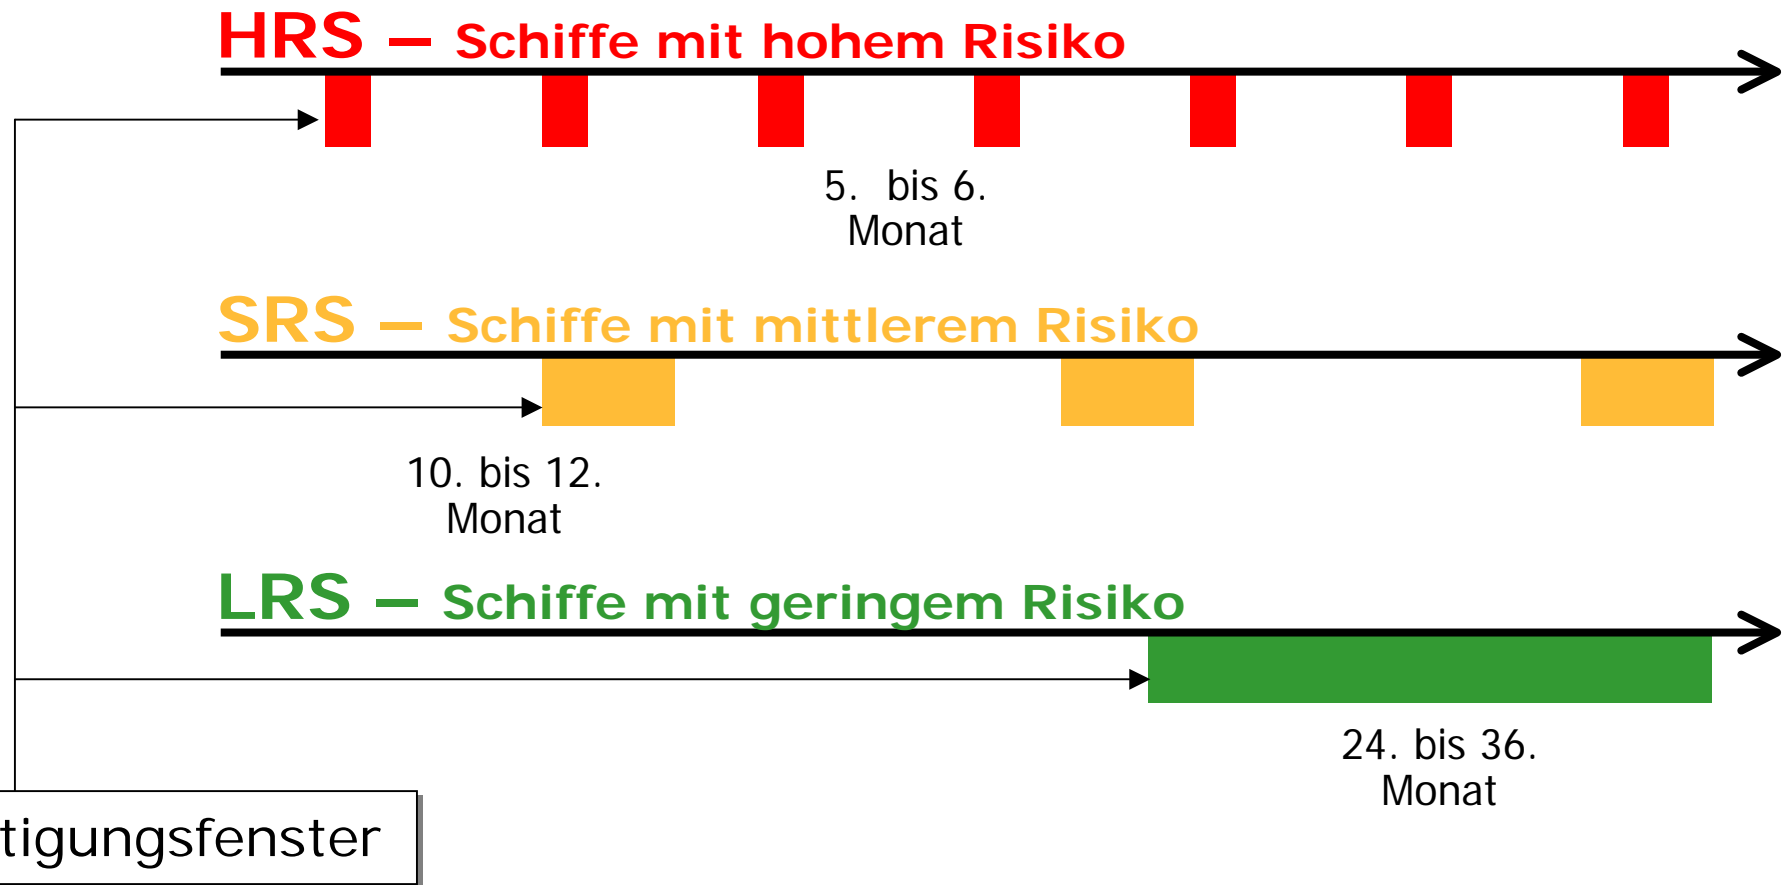 HRS – Schiffe mit hohem Risiko
5. bis 6.
Monat
SRS – Schiffe mit mittlerem Risiko
10. bis 12.
Monat
LRS – Schiffe mit geringem Risiko
24. bis 36.
Monat
tigungsfenster